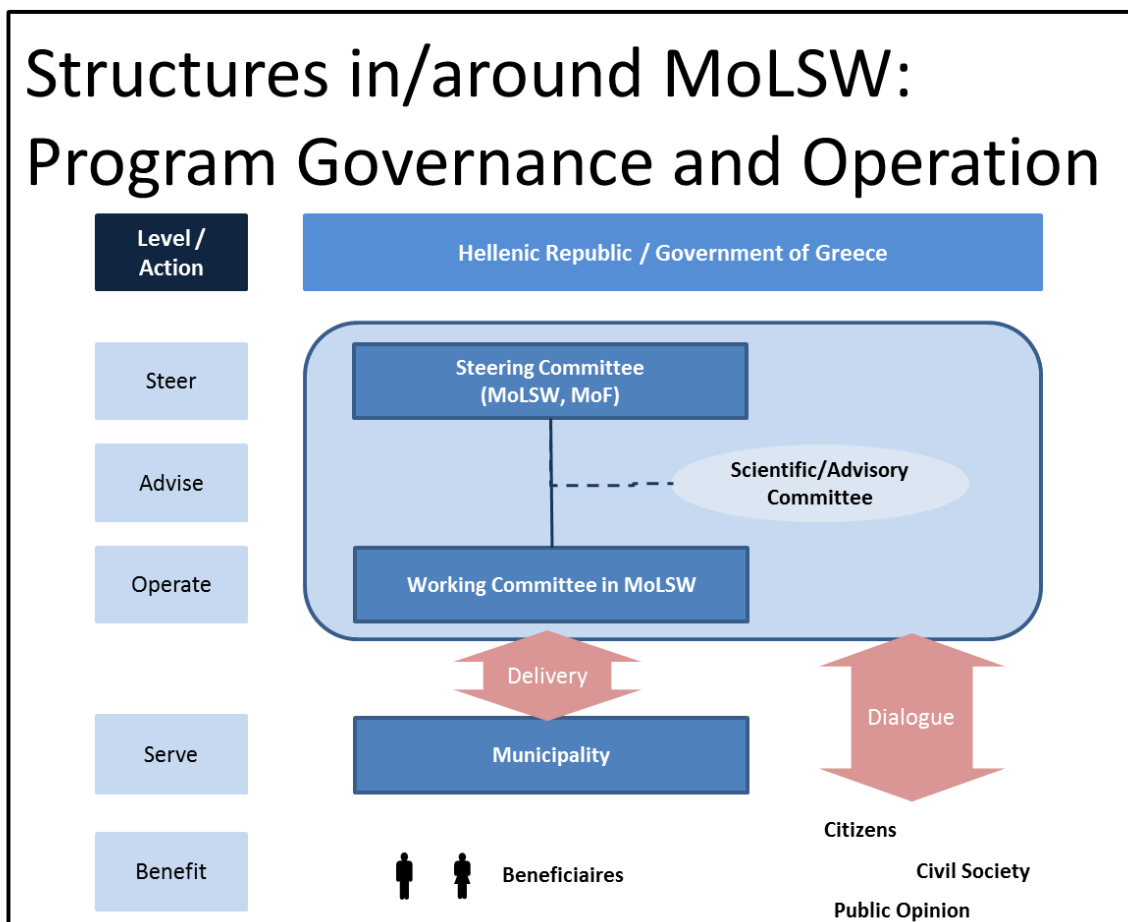 Structures in/around MoLSW:
Program Governance and Operation
Level /
Action
Hellenic Republic / Government of Greece
Steer
Steering Committee
(MoLSW, MoF)
Advise
Scientific/Advisory
Committee
Operate
Working Committee in MoLSW
Delivery
Dialogue
Serve
Municipality
Citizens
Benefit
Beneficiaires
Civil Society
Public Opinion